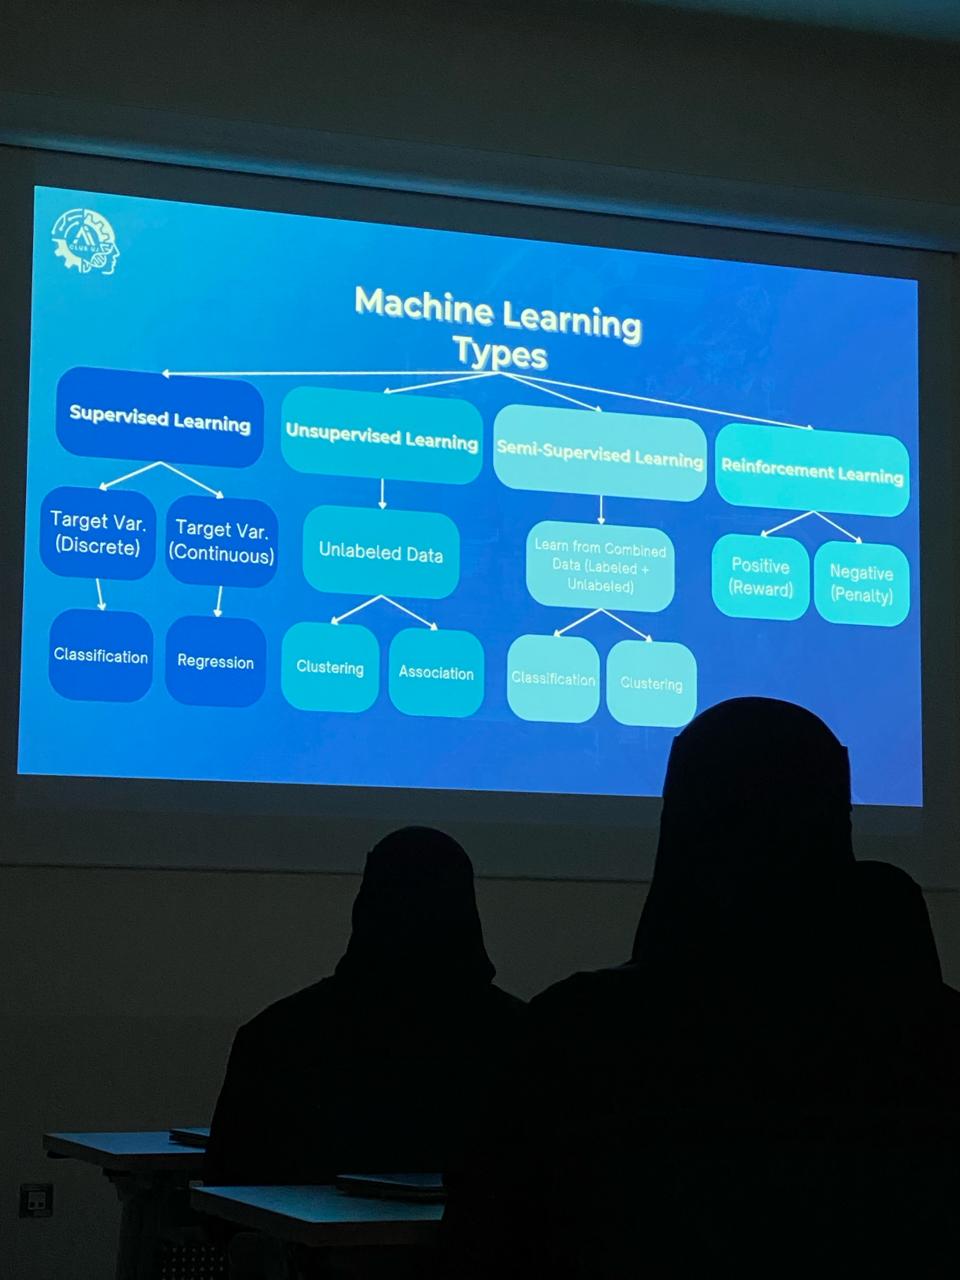 AI
CLUB UJ
Machine Learning
Types
Supervised Learning
Target Var.
(Discrete)
Classification
Target Var.
(Continuous)
Regression
Unsupervised Learning
Unlabeled Data
Clustering
Association
Semi-Supervised Learning
Learn from Combined
Data (Labeled +
Unlabeled)
Classification
Clustering
Reinforcement Learning
Positive
(Reward)
Negative
(Penalty)